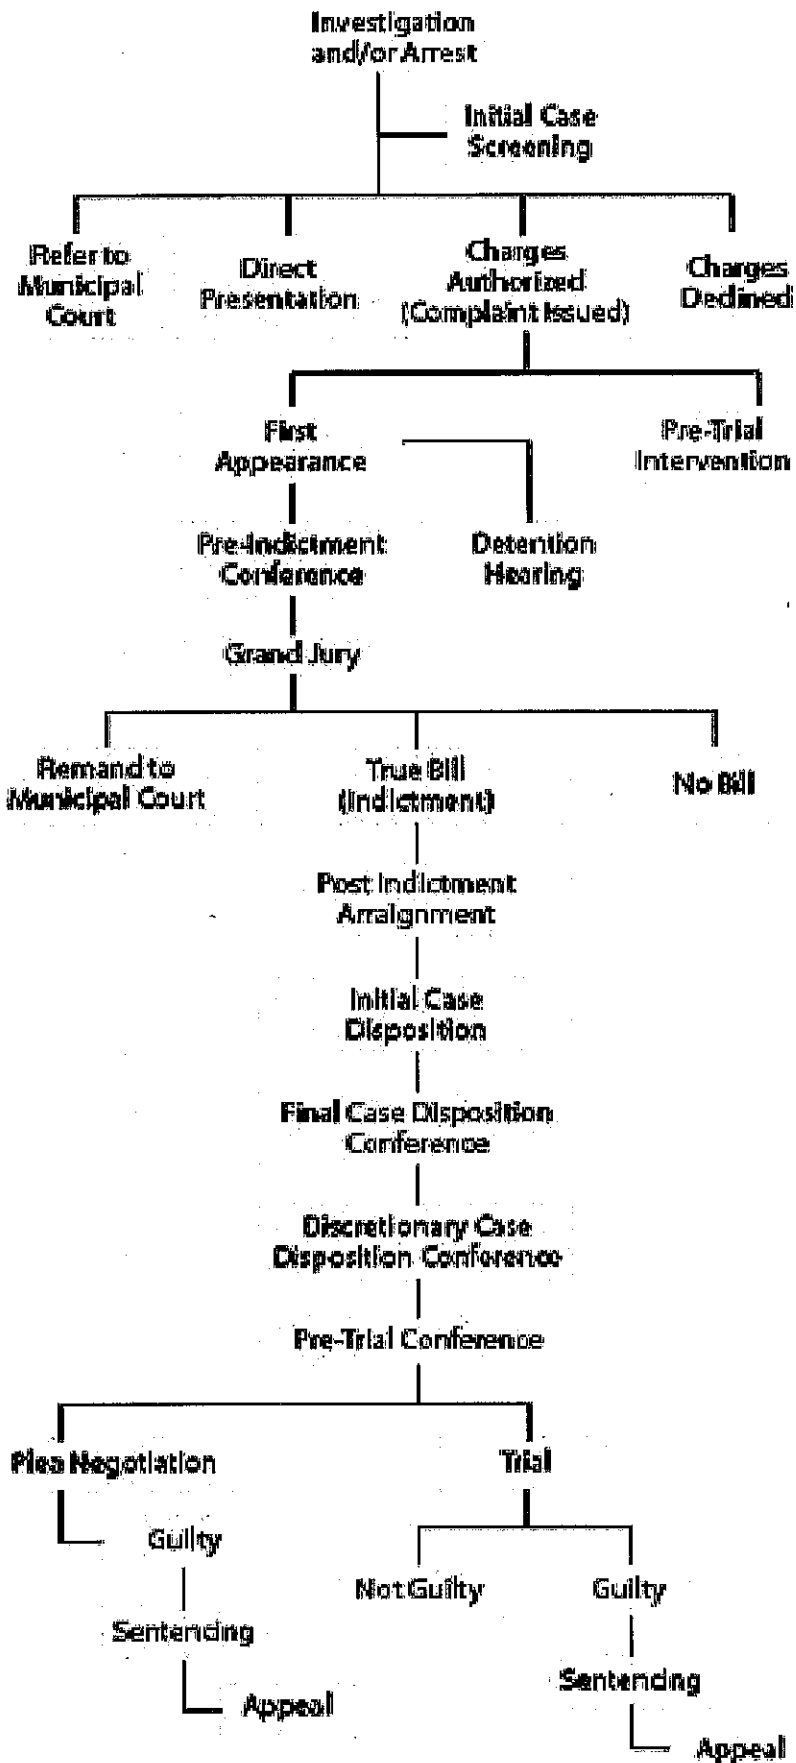 Investigation
and/or Arrest
Initial Case
Screening
Refer to
Municipal
Court
Direct
Presentation
Charges
Authorized
(Complaint Issued)
Charges
Declined
First
Appearance
Pre-Trial
Intervention
Pre-Indictment
Conference
Detention
Hearing
Grand Jury
Remand to
Municipal Court
True Bill
(Indictment)
No Bill
Post Indictment
Arraignment
Initial Case
Disposition
Final Case Disposition
Conference
Discretionary Case
Disposition Conference
Pre-Trial Conference
Plea Negotiation
Trial
Guilty
Not Guilty
Guilty
Sentencing
Sentencing
Appeal
Appeal